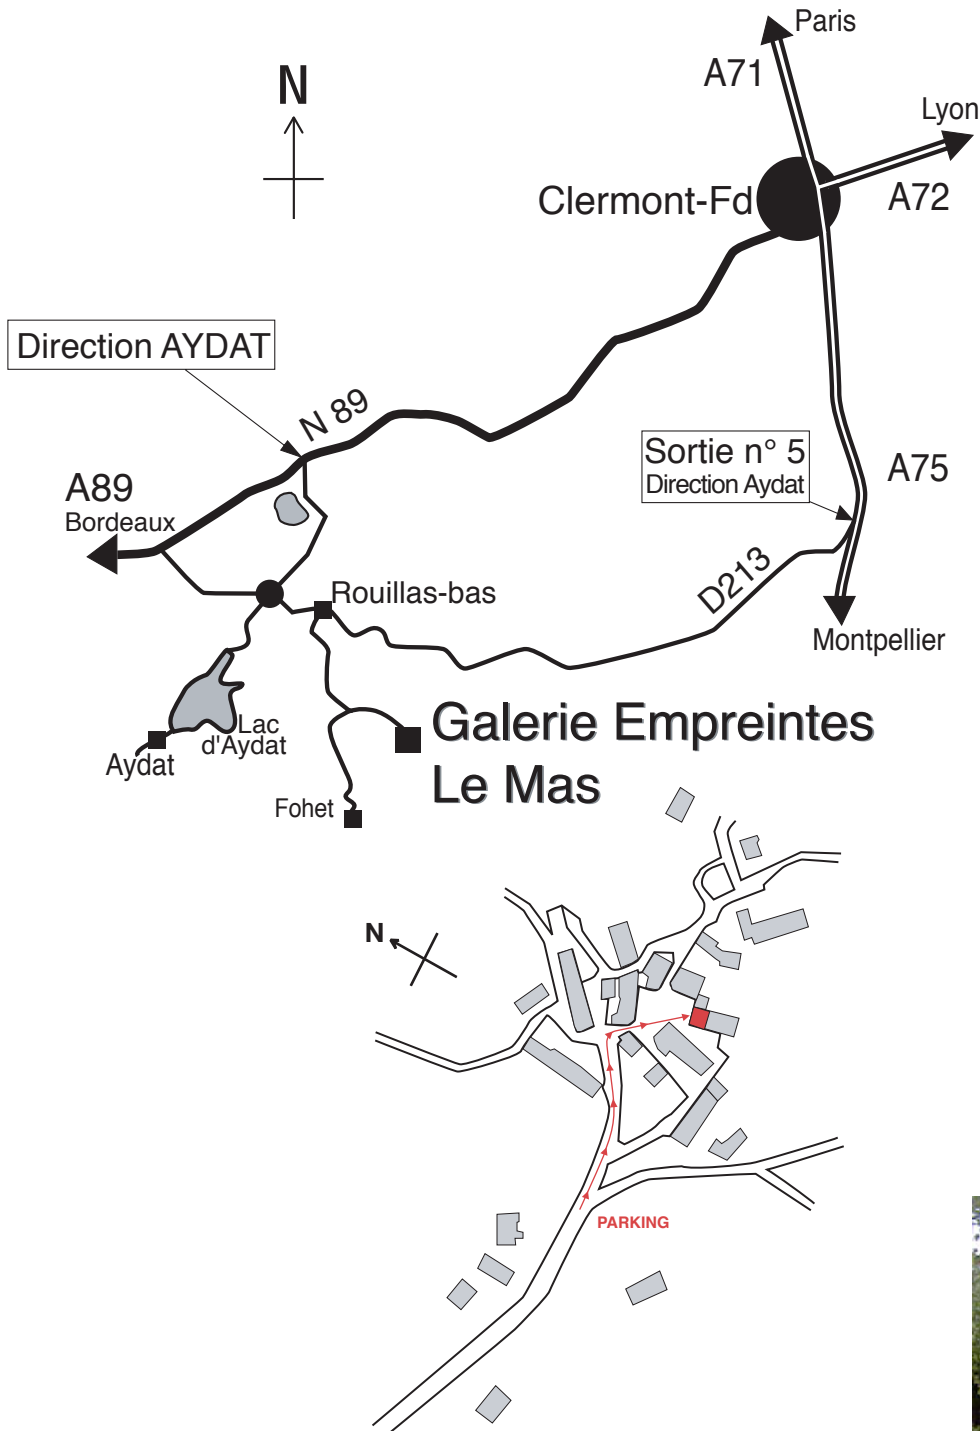 Paris
A71
N
Lyon
A72
Clermont-Fd
Direction AYDAT
N 89
Sortie n° 5
Direction Aydat
A75
A89
Bordeaux
D213
Rouillas-bas
Montpellier
Galerie Empreintes
Le Mas
Lac
d'Aydat
Aydat
Fohet
N
PARKING